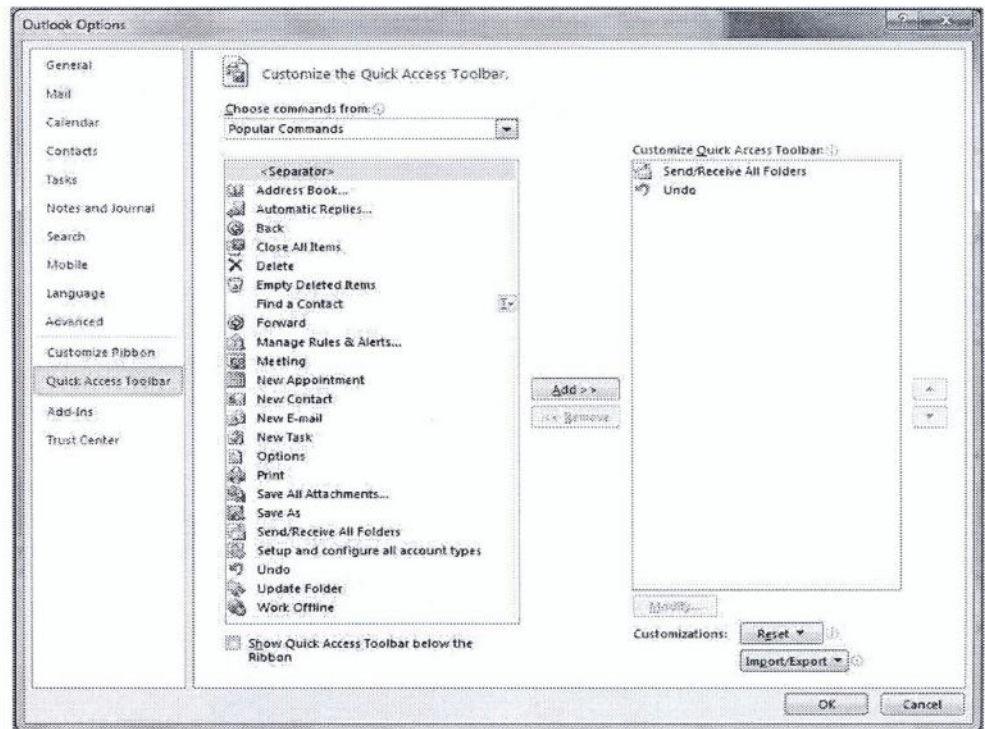 Outlook Options
General
Mail
Calendar
Contacts
Tasks
Notes and Journal
Search
Mobile
Language
Advanced
Customize Ribbon
Quick Access Toolbar
Add-Ins
Trust Center
Customize the Quick Access Toolbar.
Choose commands from:
Popular Commands
<Separator>
Address Book...
Automatic Replies...
Back
Close All Items
Delete
Empty Deleted Items
Find a Contact
Forward
Manage Rules & Alerts...
Meeting
New Appointment
New Contact
New E-mail
New Task
Options
Print
Save All Attachments...
Save As
Send/Receive All Folders
Setup and configure all account types
Undo
Update Folder
Work Offline
Show Quick Access Toolbar below the
Ribbon
Add >>
<< Remove
Customize Quick Access Toolbar:
Send/Receive All Folders
Undo
Modify...
Customizations:
Reset
Import/Export
OK
Cancel